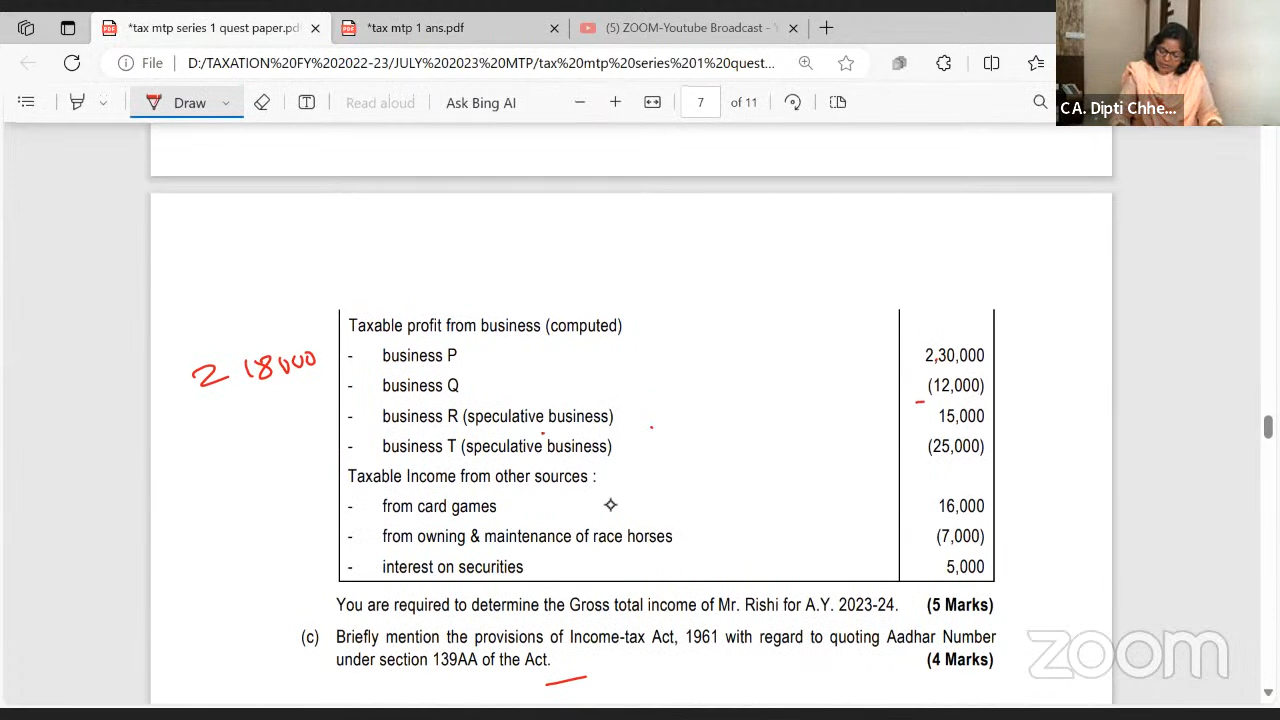 *tax mtp series 1 quest paper.pdf
*tax mtp 1 ans.pdf
(5) ZOOM-Youtube Broadcast -
File
D:/TAXATION%20FY%202022-23/JULY%202023%20MTP/tax%20mtp%20series%201%20quest...
Draw
Read aloud
Ask Bing AI
7 of 11
CA. Dipti Chhe...
Taxable profit from business (computed)
- business P 2,30,000
- business Q (12,000)
- business R (speculative business) 15,000
- business T (speculative business) (25,000)
2 18000
Taxable Income from other sources :
- from card games 16,000
- from owning & maintenance of race horses (7,000)
- interest on securities 5,000
You are required to determine the Gross total income of Mr. Rishi for A.Y. 2023-24. (5 Marks)
(c) Briefly mention the provisions of Income-tax Act, 1961 with regard to quoting Aadhar Number
under section 139AA of the Act. (4 Marks)
zoom